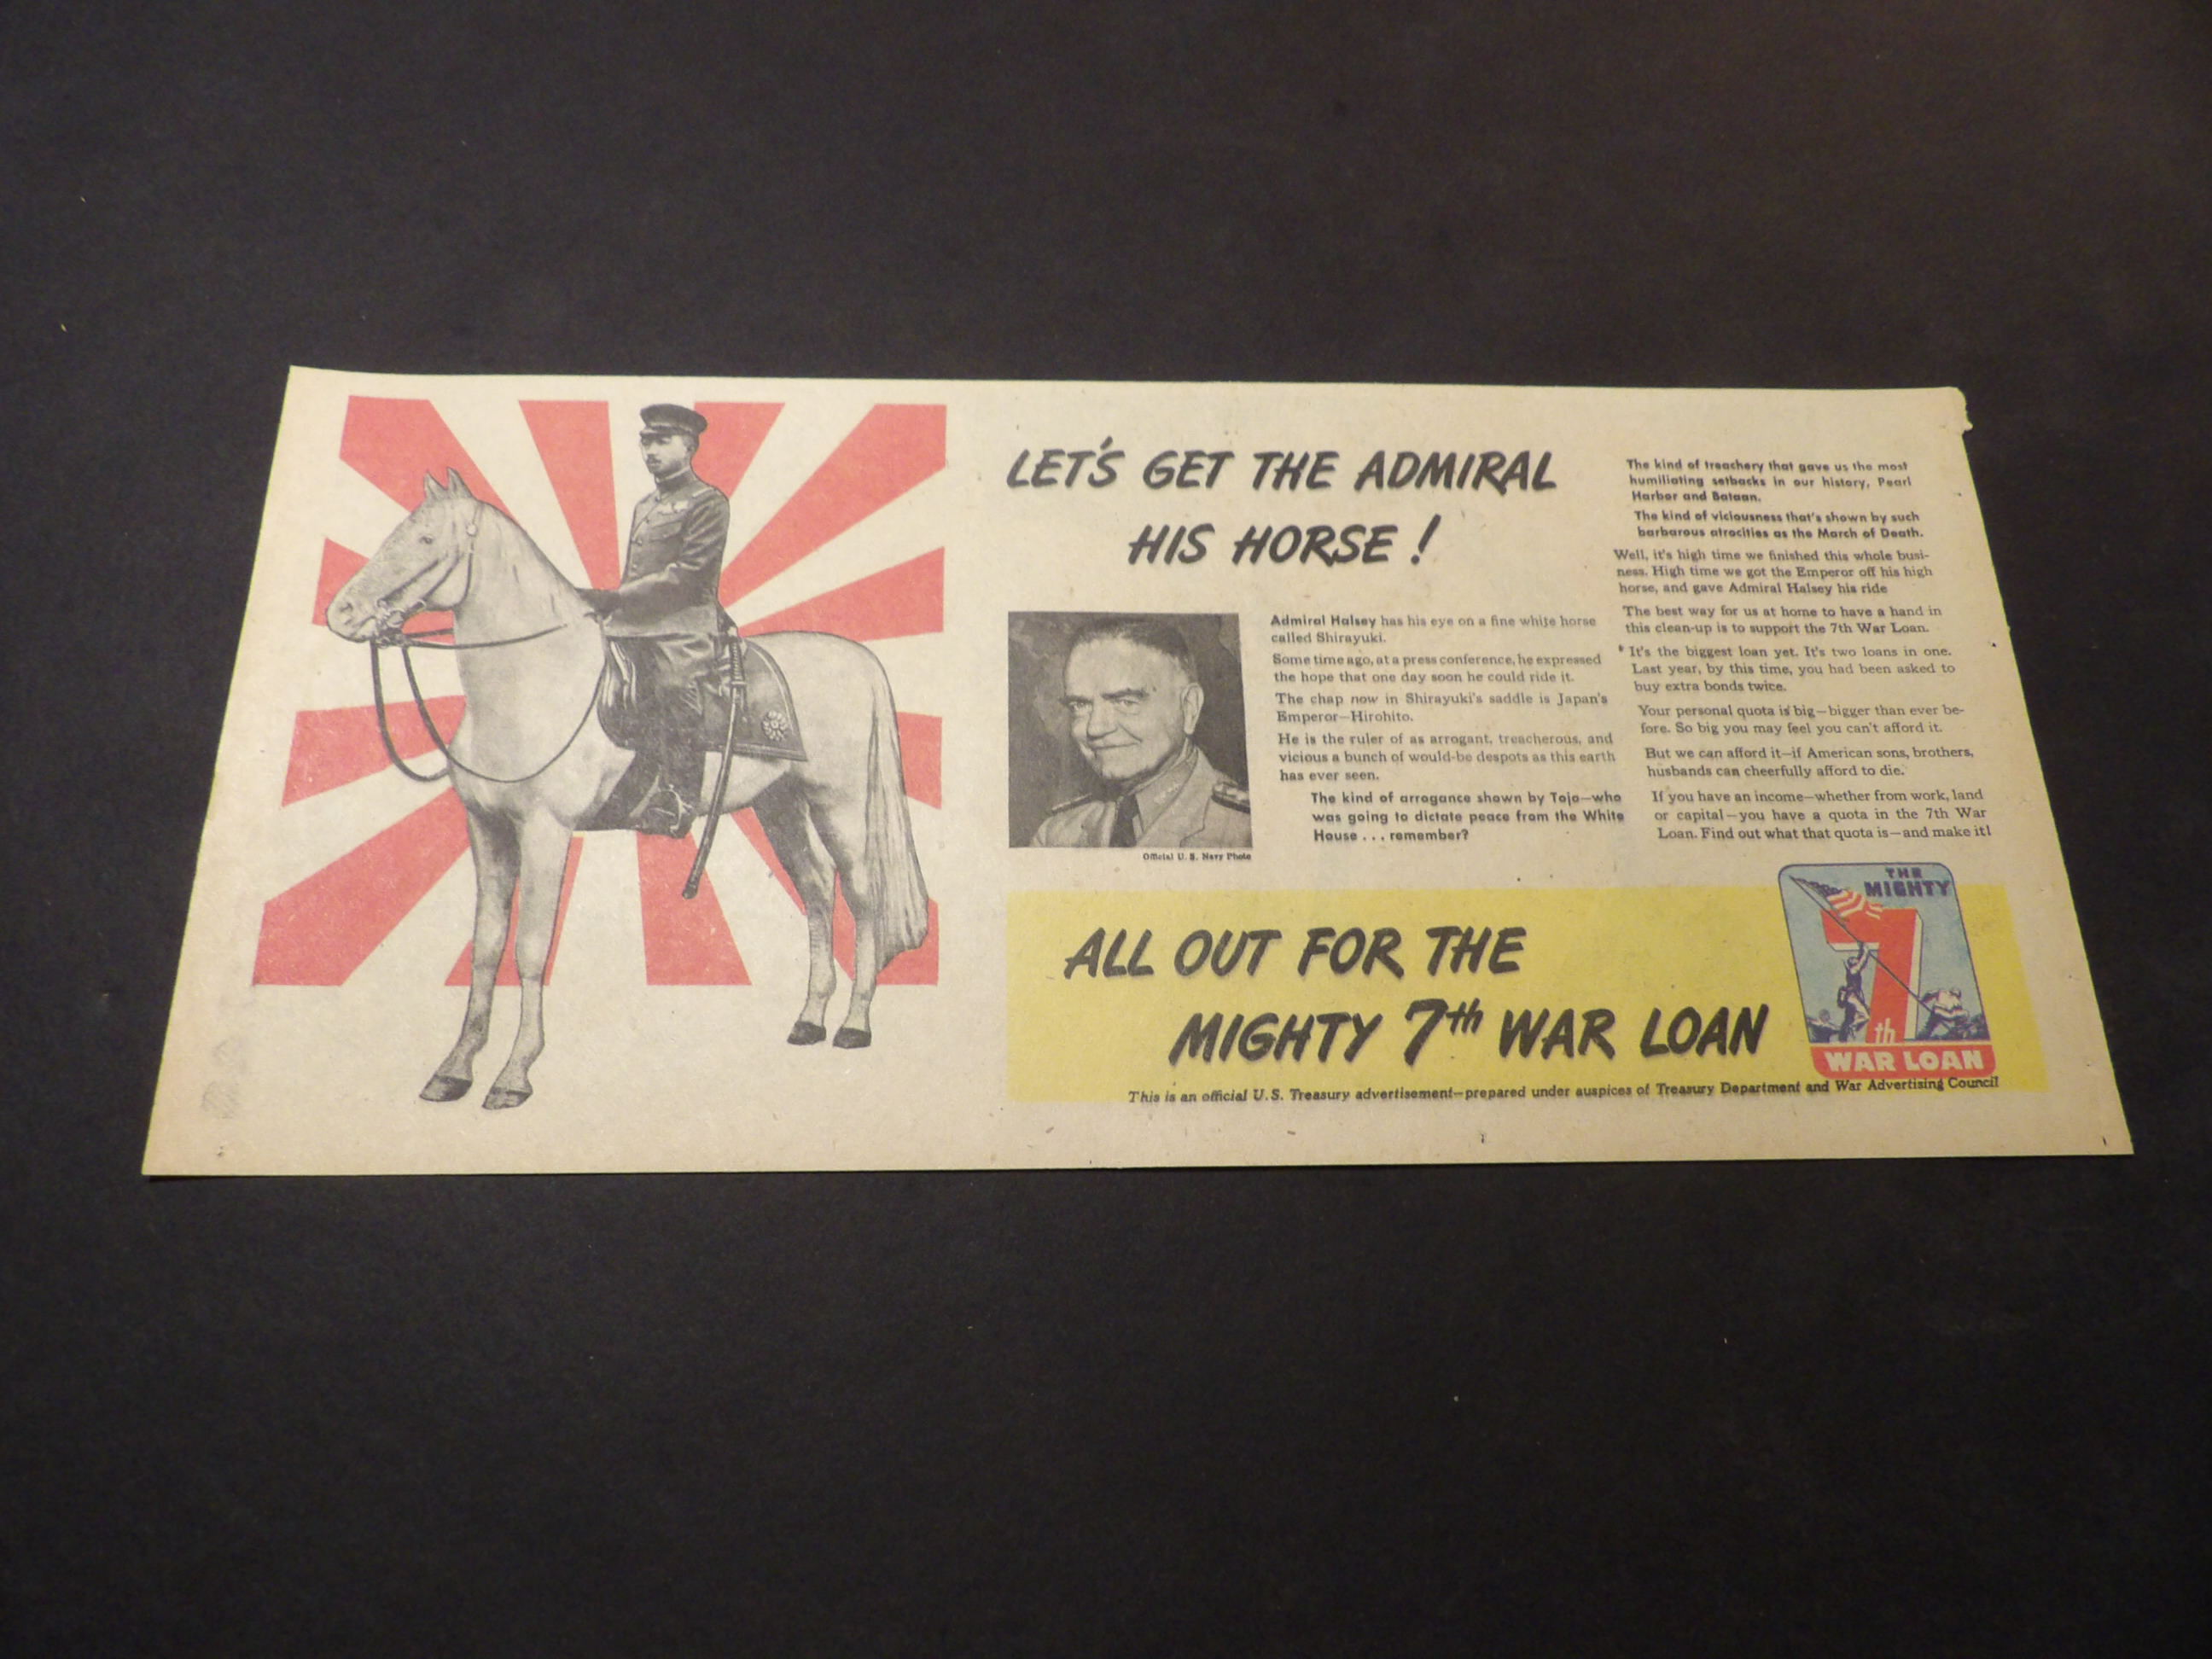 LET'S GET THE ADMIRAL
HIS HORSE!
Official U. S. Navy Photo
Admiral Halsey has his eye on a fine white horse
called Shirayuki.
Some time ago, at a press conference, he expressed
the hope that one day soon he could ride it.
The chap now in Shirayuki's saddle is Japan's
Emperor—Hirohito.
He is the ruler of as arrogant, treacherous, and
vicious a bunch of would-be despots as this earth
has ever seen.
The kind of arrogance shown by Tojo—who
was going to dictate peace from the White
House . . . remember?
The kind of treachery that gave us the most
humiliating setbacks in our history, Pearl
Harbor and Bataan.
The kind of viciousness that's shown by such
barbarous atrocities as the March of Death.
Well, it's high time we finished this whole busi-
ness. High time we got the Emperor off his high
horse, and gave Admiral Halsey his ride
The best way for us at home to have a hand in
this clean-up is to support the 7th War Loan.
It's the biggest loan yet. It's two loans in one.
Last year, by this time, you had been asked to
buy extra bonds twice.
Your personal quota is big—bigger than ever be-
fore. So big you may feel you can't afford it.
But we can afford it—if American sons, brothers,
husbands can cheerfully afford to die.
If you have an income—whether from work, land
or capital—you have a quota in the 7th War
Loan. Find out what that quota is—and make it!
ALL OUT FOR THE
MIGHTY 7th WAR LOAN
THE
MIGHTY
7
th
WAR LOAN
This is an official U.S. Treasury advertisement—prepared under auspices of Treasury Department and War Advertising Council